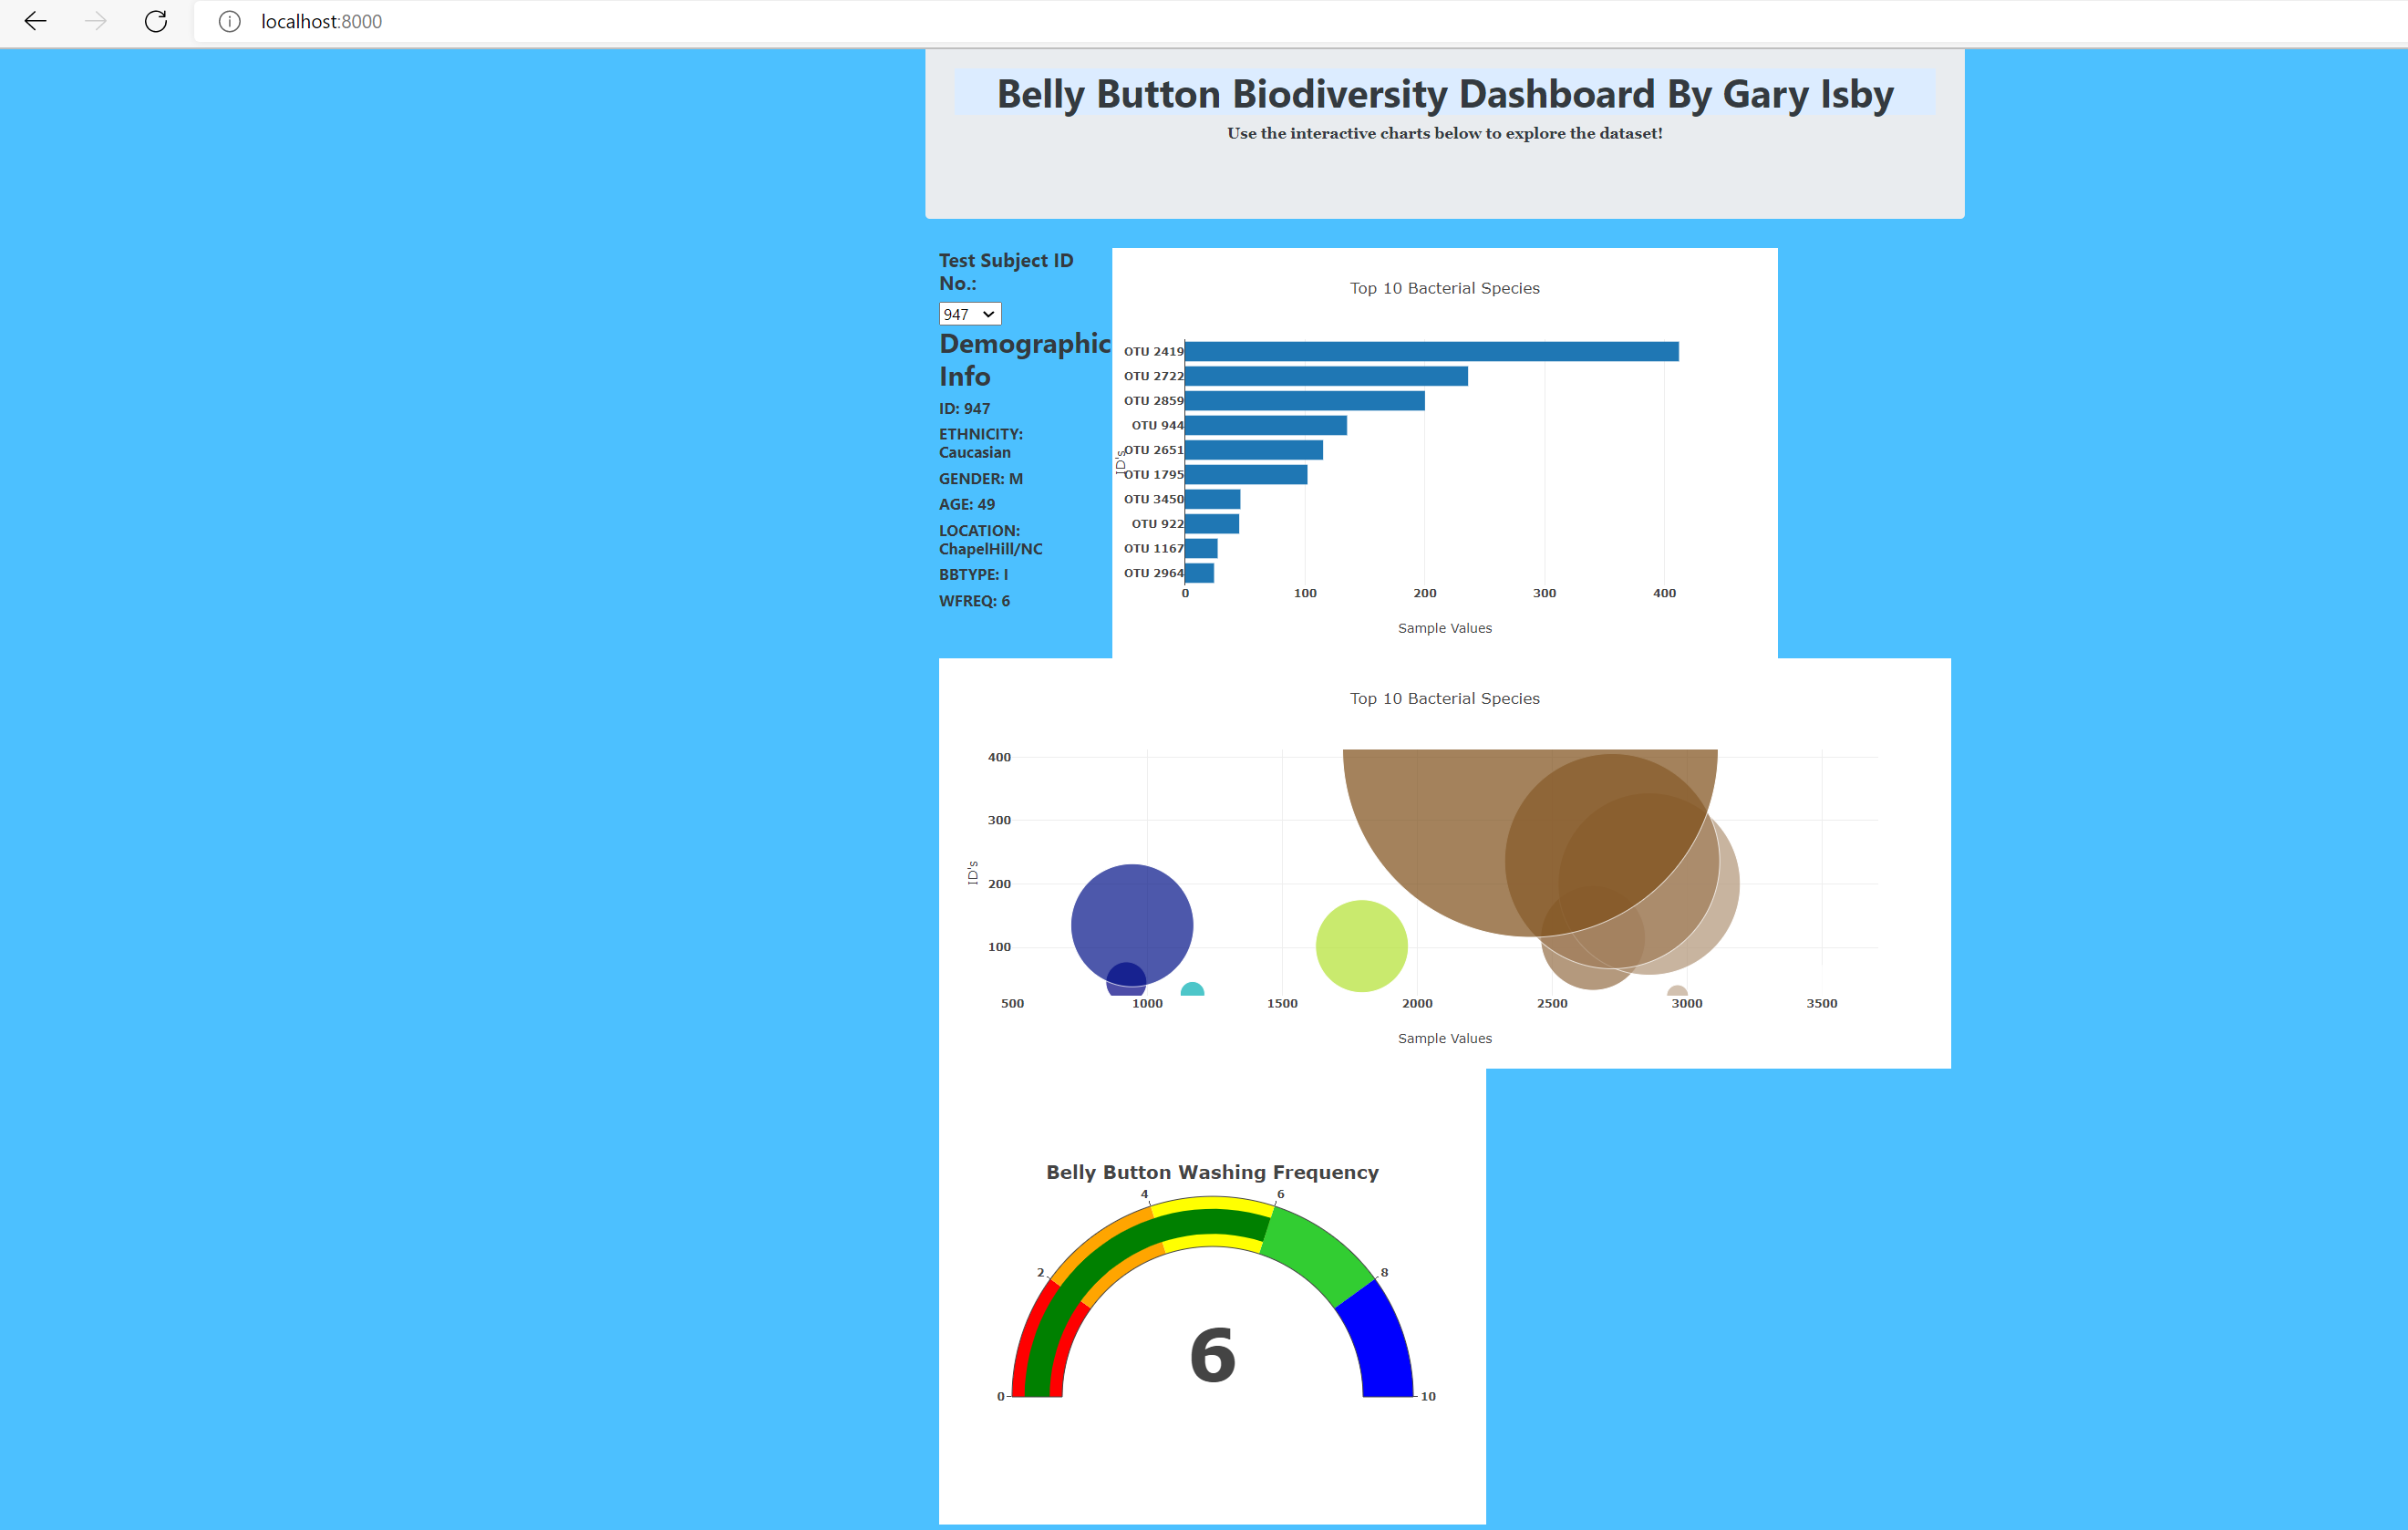 localhost:8000
Belly Button Biodiversity Dashboard By Gary Isby
Use the interactive charts below to explore the dataset!
Test Subject ID
No.:
947
Demographic
Info
ID: 947
ETHNICITY:
Caucasian
GENDER: M
AGE: 49
LOCATION:
ChapelHill/NC
BBTYPE: I
WFREQ: 6
Top 10 Bacterial Species
ID's
OTU 2419
OTU 2722
OTU 2859
OTU 944
OTU 2651
OTU 1795
OTU 3450
OTU 922
OTU 1167
OTU 2964
0 100 200 300 400
Sample Values
Top 10 Bacterial Species
ID's
400
300
200
100
500 1000 1500 2000 2500 3000 3500
Sample Values
Belly Button Washing Frequency
4 6
2 8
6
0 10